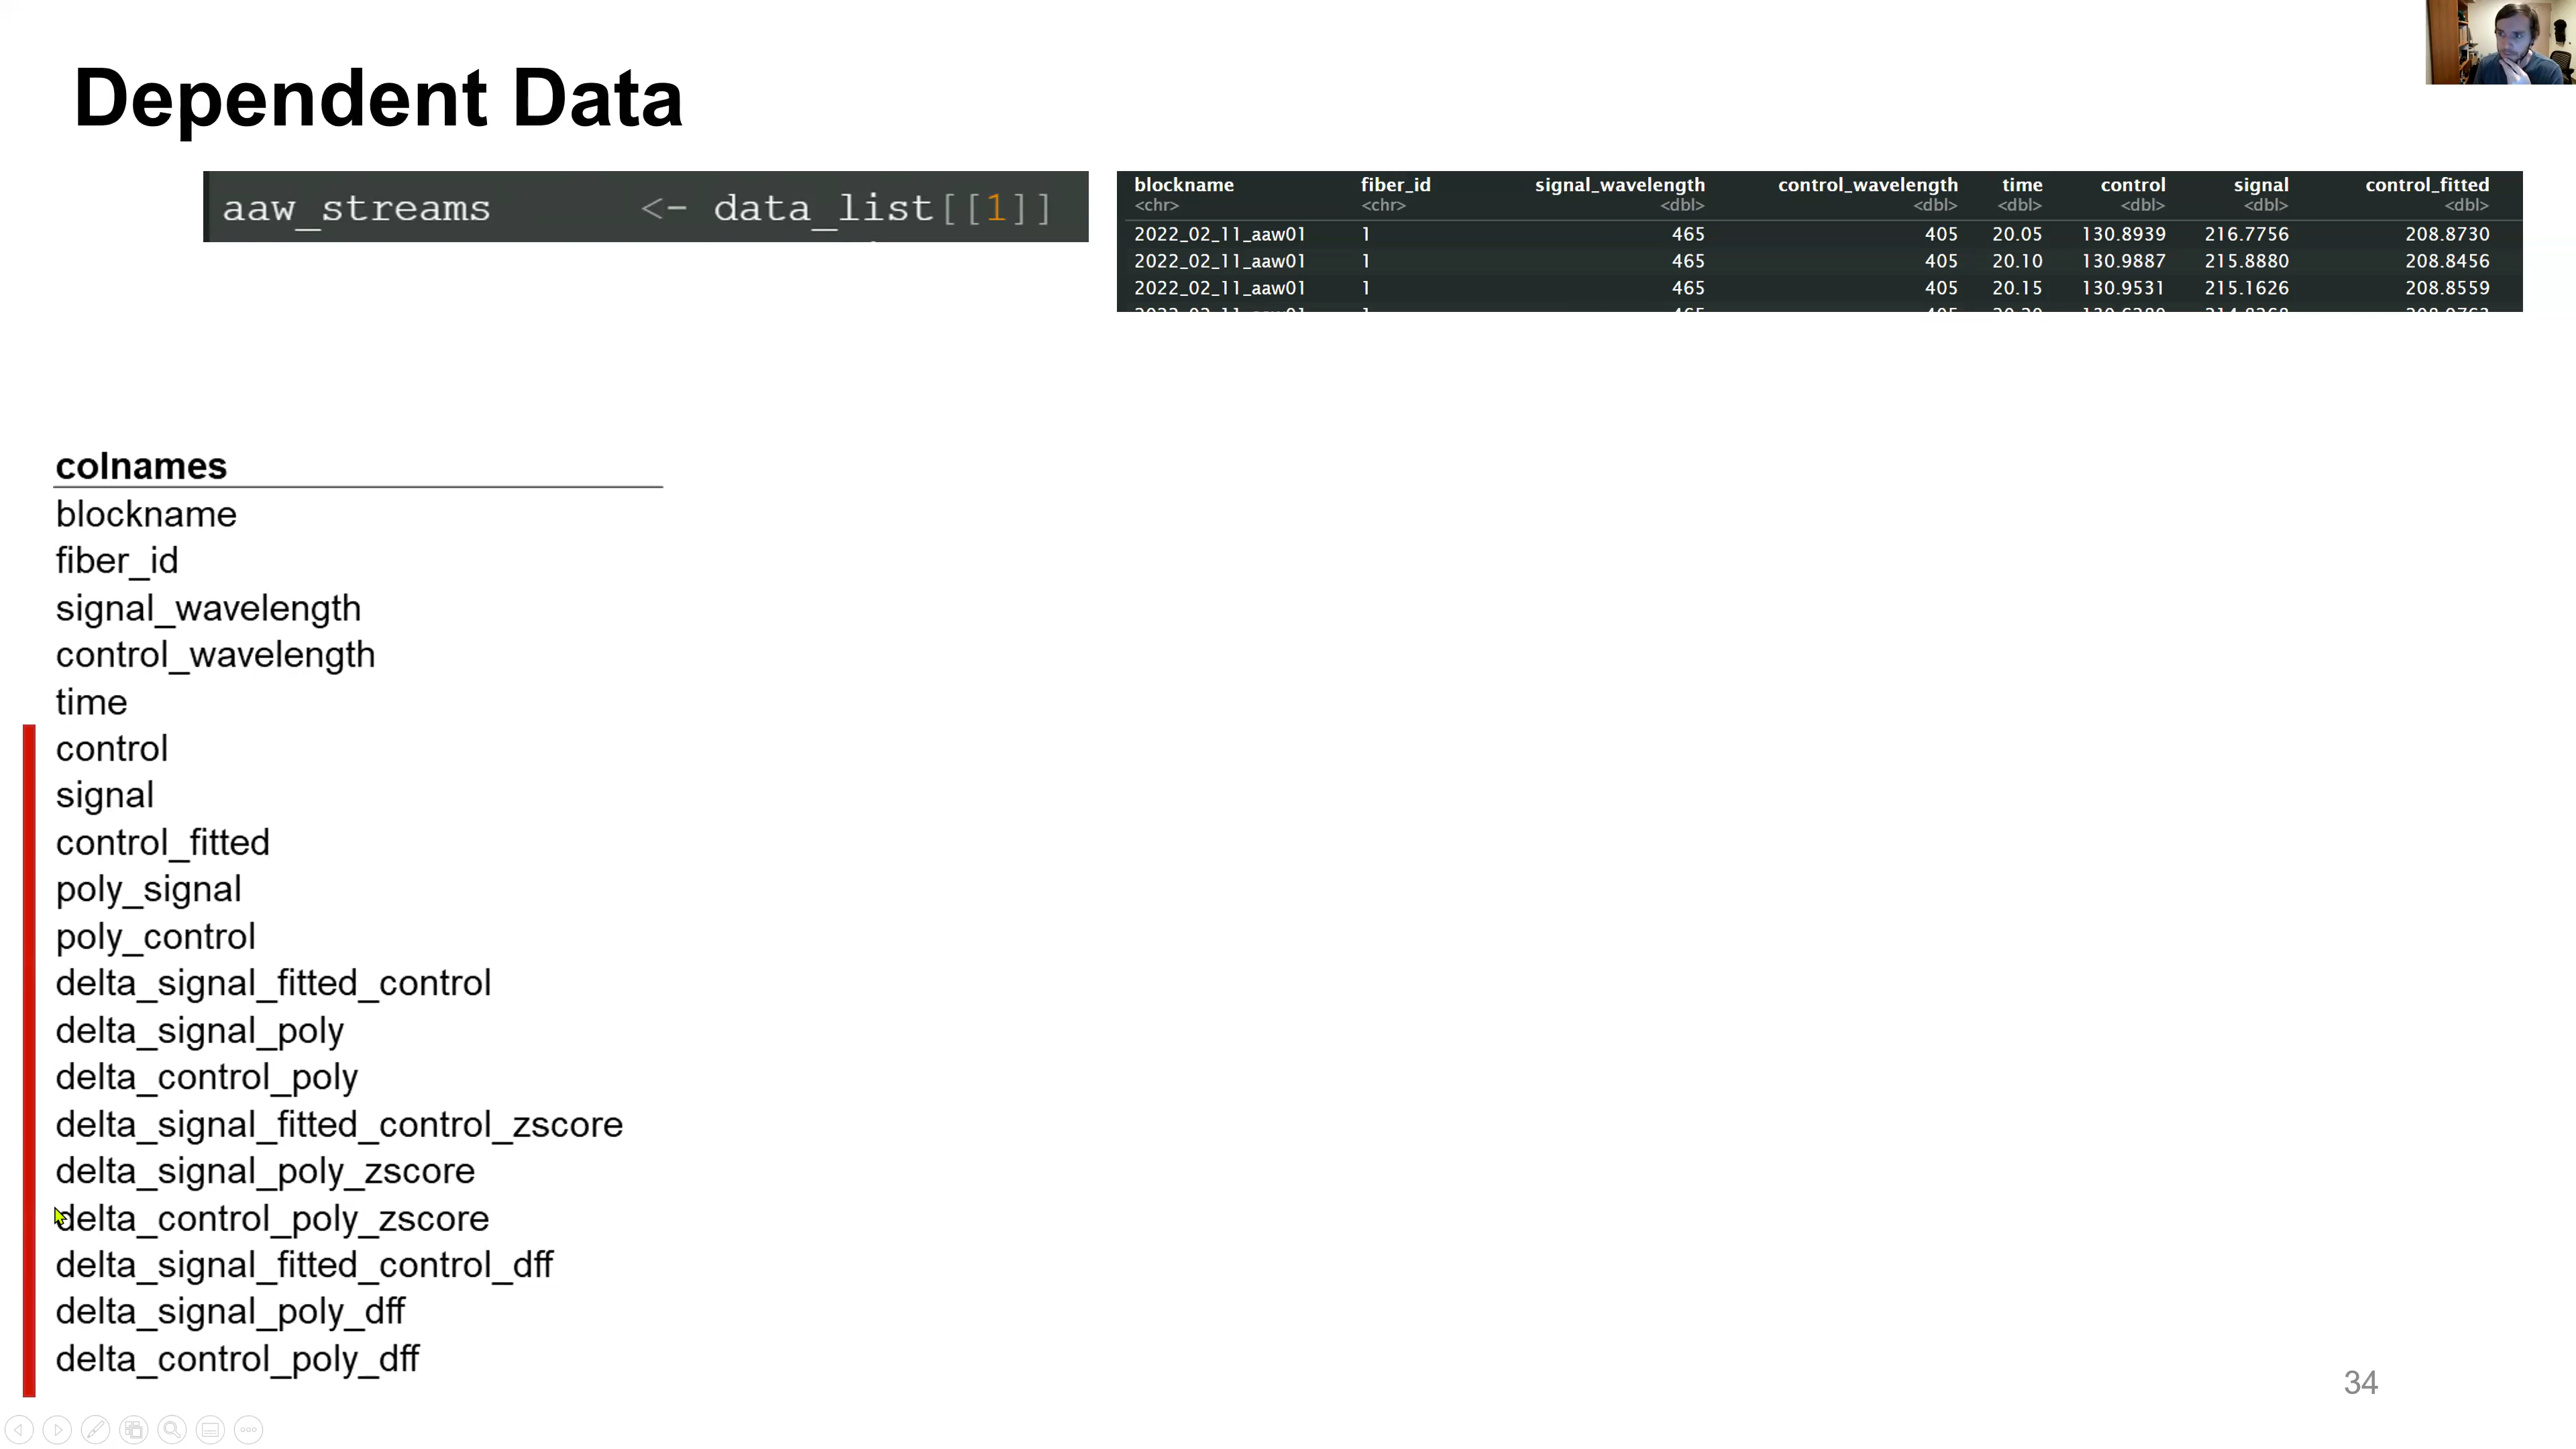 Dependent Data
aaw_streams <- data_list[[1]]
blockname fiber_id signal_wavelength control_wavelength time control signal control_fitted
<chr> <chr> <dbl> <dbl> <dbl> <dbl> <dbl> <dbl>
2022_02_11_aaw01 1 465 405 20.05 130.8939 216.7756 208.8730
2022_02_11_aaw01 1 465 405 20.10 130.9887 215.8880 208.8456
2022_02_11_aaw01 1 465 405 20.15 130.9531 215.1626 208.8559
colnames
blockname
fiber_id
signal_wavelength
control_wavelength
time
control
signal
control_fitted
poly_signal
poly_control
delta_signal_fitted_control
delta_signal_poly
delta_control_poly
delta_signal_fitted_control_zscore
delta_signal_poly_zscore
delta_control_poly_zscore
delta_signal_fitted_control_dff
delta_signal_poly_dff
delta_control_poly_dff
34